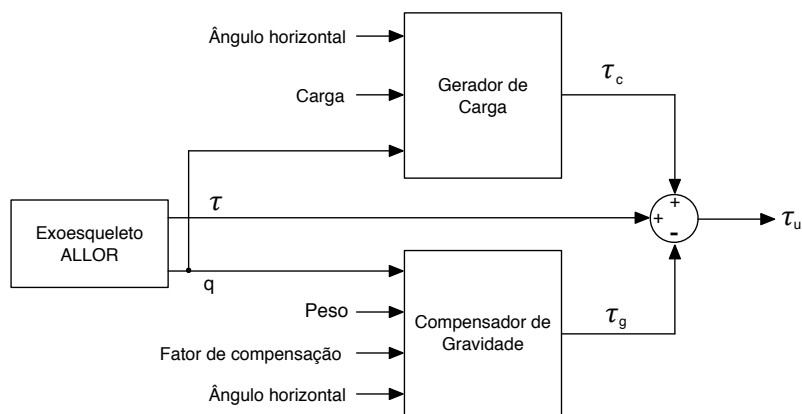 Ângulo horizontal
Carga
Gerador de
Carga
τc
+
+
-
τu
Exoesqueleto
ALLOR
τ
q
Peso
Fator de compensação
Ângulo horizontal
Compensador de
Gravidade
τg